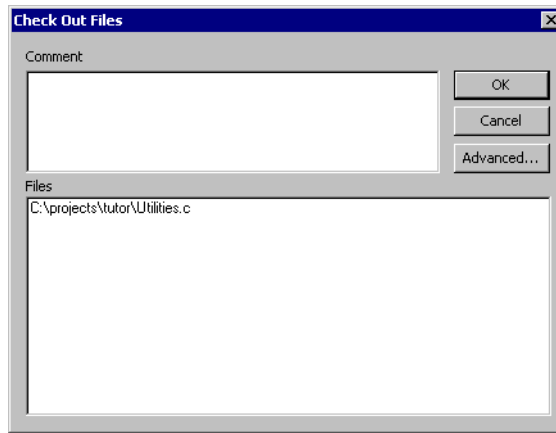 Check Out Files
Comment
OK
Cancel
Advanced...
Files
C:\projects\tutor\Utilities.c